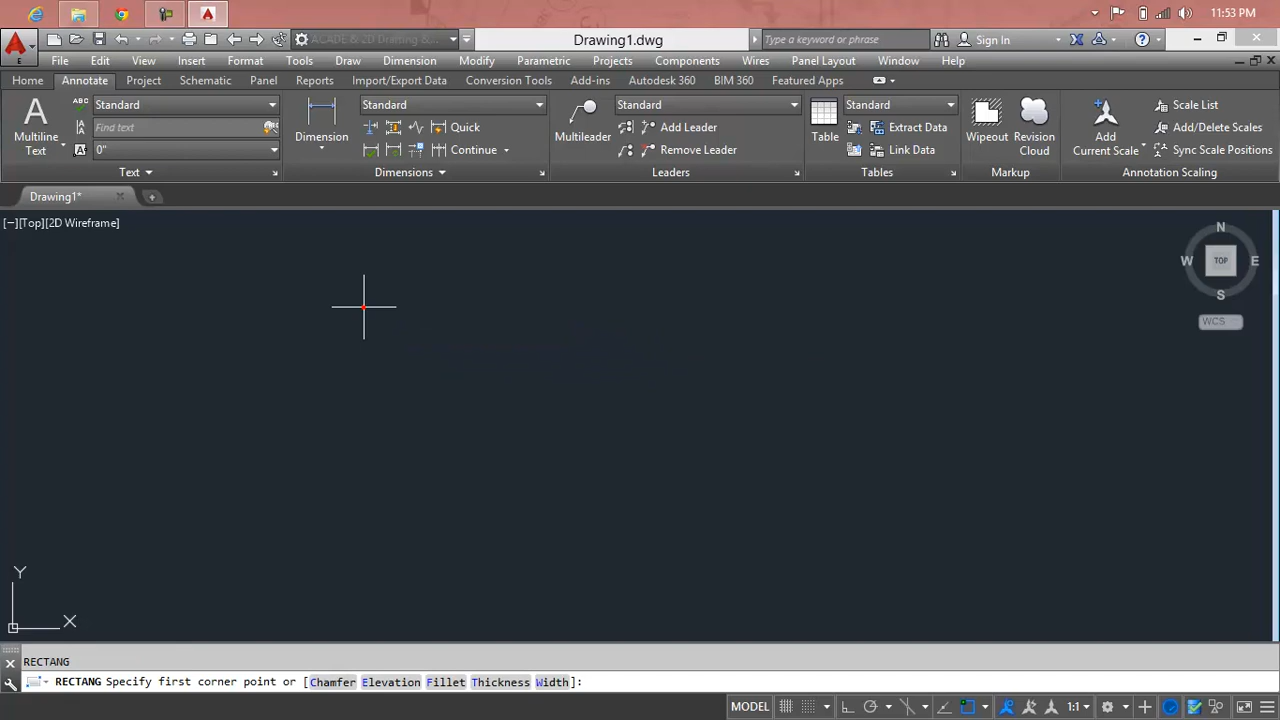 11:53 PM
ACADE & 2D Drafting &... Drawing1.dwg Type a keyword or phrase Sign In
File Edit View Insert Format Tools Draw Dimension Modify Parametric Projects Components Wires Panel Layout Window Help
Home Annotate Project Schematic Panel Reports Import/Export Data Conversion Tools Add-ins Autodesk 360 BIM 360 Featured Apps
A ABC Standard Standard Standard Standard Scale List
Multiline Text A Find text Dimension Quick Multileader Add Leader Table Extract Data Wipeout Revision Cloud Add Current Scale Add/Delete Scales
A 0" Continue Remove Leader Link Data Sync Scale Positions
Text Dimensions Leaders Tables Markup Annotation Scaling
Drawing1*
[−][Top][2D Wireframe]
N
W TOP E
S
WCS
Y
X
RECTANG
RECTANG Specify first corner point or [Chamfer Elevation Fillet Thickness Width]:
MODEL 1:1